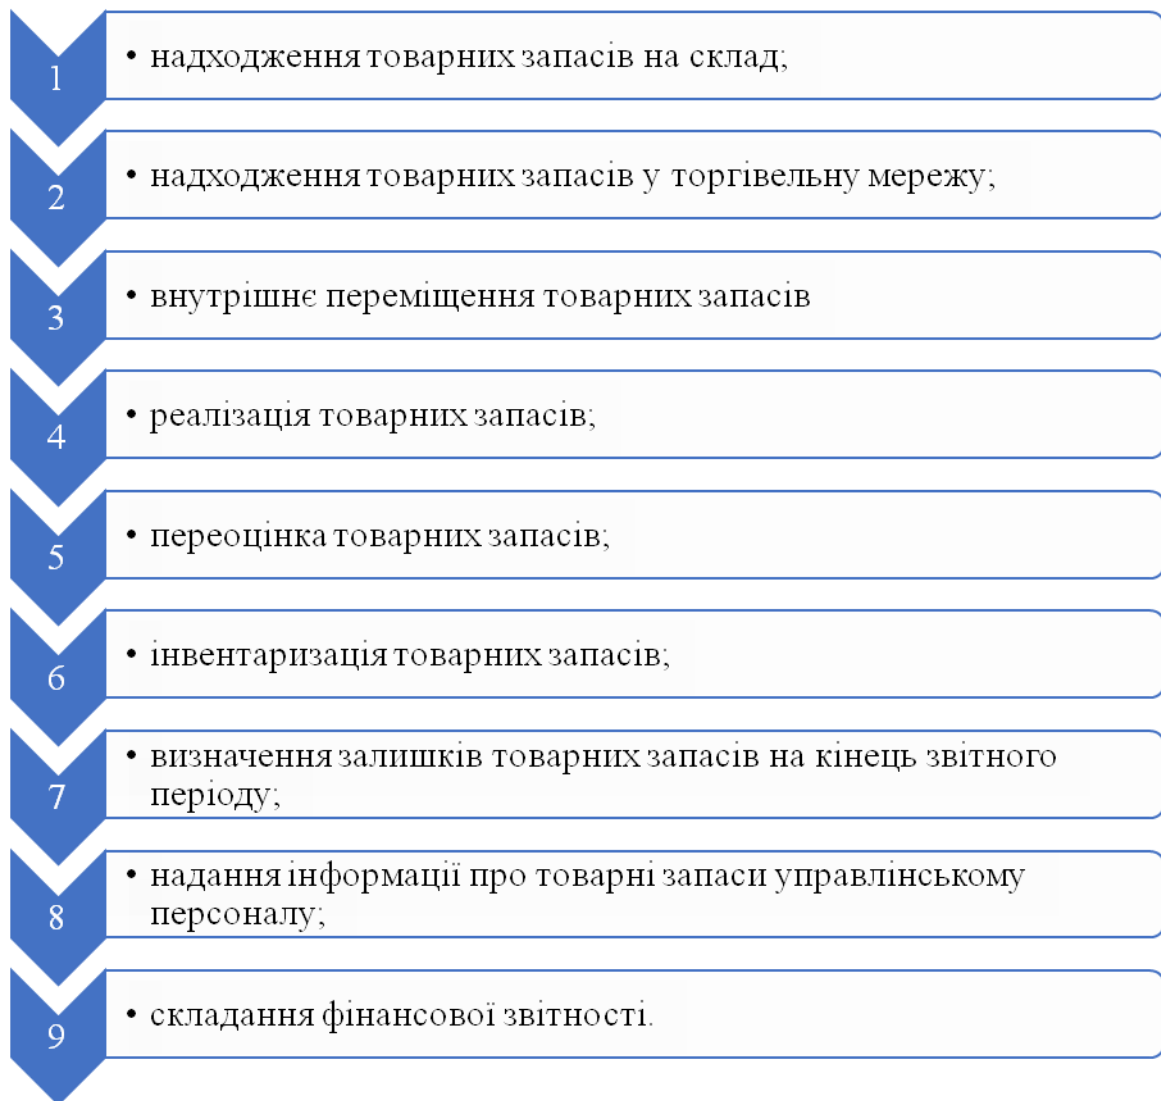 1
• надходження товарних запасів на склад;
2
• надходження товарних запасів у торгівельну мережу;
3
• внутрішнє переміщення товарних запасів
4
• реалізація товарних запасів;
5
• переоцінка товарних запасів;
6
• інвентаризація товарних запасів;
7
• визначення залишків товарних запасів на кінець звітного
періоду;
8
• надання інформації про товарні запаси управлінському
персоналу;
9
• складання фінансової звітності.